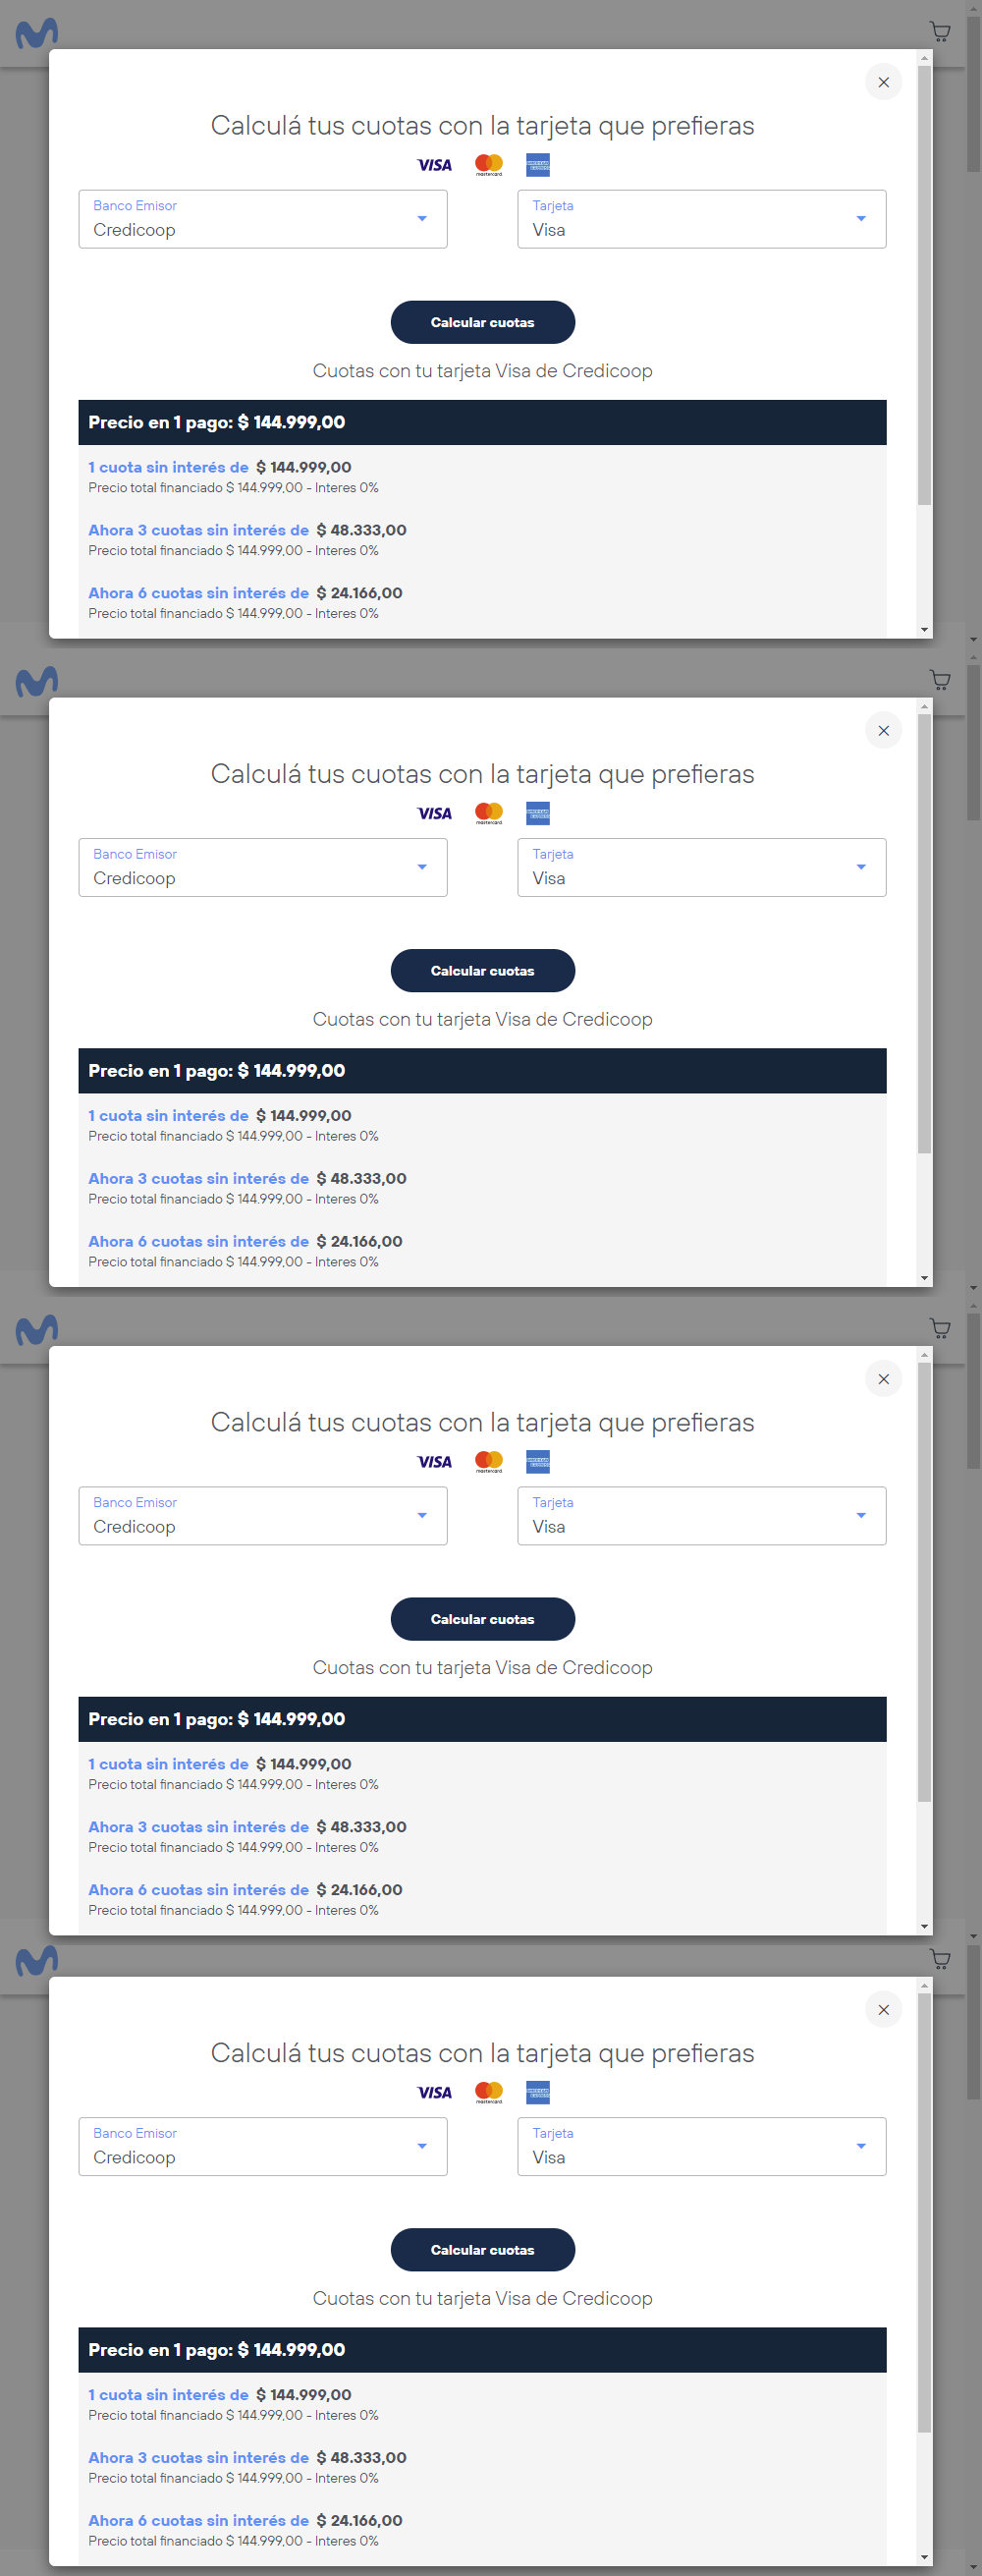 Calculá tus cuotas con la tarjeta que prefieras
VISA mastercard
Banco Emisor
Credicoop
Tarjeta
Visa
Calcular cuotas
Cuotas con tu tarjeta Visa de Credicoop
Precio en 1 pago: $ 144.999,00
1 cuota sin interés de $ 144.999,00
Precio total financiado $ 144.999,00 - Interes 0%
Ahora 3 cuotas sin interés de $ 48.333,00
Precio total financiado $ 144.999,00 - Interes 0%
Ahora 6 cuotas sin interés de $ 24.166,00
Precio total financiado $ 144.999,00 - Interes 0%
Calculá tus cuotas con la tarjeta que prefieras
VISA mastercard
Banco Emisor
Credicoop
Tarjeta
Visa
Calcular cuotas
Cuotas con tu tarjeta Visa de Credicoop
Precio en 1 pago: $ 144.999,00
1 cuota sin interés de $ 144.999,00
Precio total financiado $ 144.999,00 - Interes 0%
Ahora 3 cuotas sin interés de $ 48.333,00
Precio total financiado $ 144.999,00 - Interes 0%
Ahora 6 cuotas sin interés de $ 24.166,00
Precio total financiado $ 144.999,00 - Interes 0%
Calculá tus cuotas con la tarjeta que prefieras
VISA mastercard
Banco Emisor
Credicoop
Tarjeta
Visa
Calcular cuotas
Cuotas con tu tarjeta Visa de Credicoop
Precio en 1 pago: $ 144.999,00
1 cuota sin interés de $ 144.999,00
Precio total financiado $ 144.999,00 - Interes 0%
Ahora 3 cuotas sin interés de $ 48.333,00
Precio total financiado $ 144.999,00 - Interes 0%
Ahora 6 cuotas sin interés de $ 24.166,00
Precio total financiado $ 144.999,00 - Interes 0%
Calculá tus cuotas con la tarjeta que prefieras
VISA mastercard
Banco Emisor
Credicoop
Tarjeta
Visa
Calcular cuotas
Cuotas con tu tarjeta Visa de Credicoop
Precio en 1 pago: $ 144.999,00
1 cuota sin interés de $ 144.999,00
Precio total financiado $ 144.999,00 - Interes 0%
Ahora 3 cuotas sin interés de $ 48.333,00
Precio total financiado $ 144.999,00 - Interes 0%
Ahora 6 cuotas sin interés de $ 24.166,00
Precio total financiado $ 144.999,00 - Interes 0%